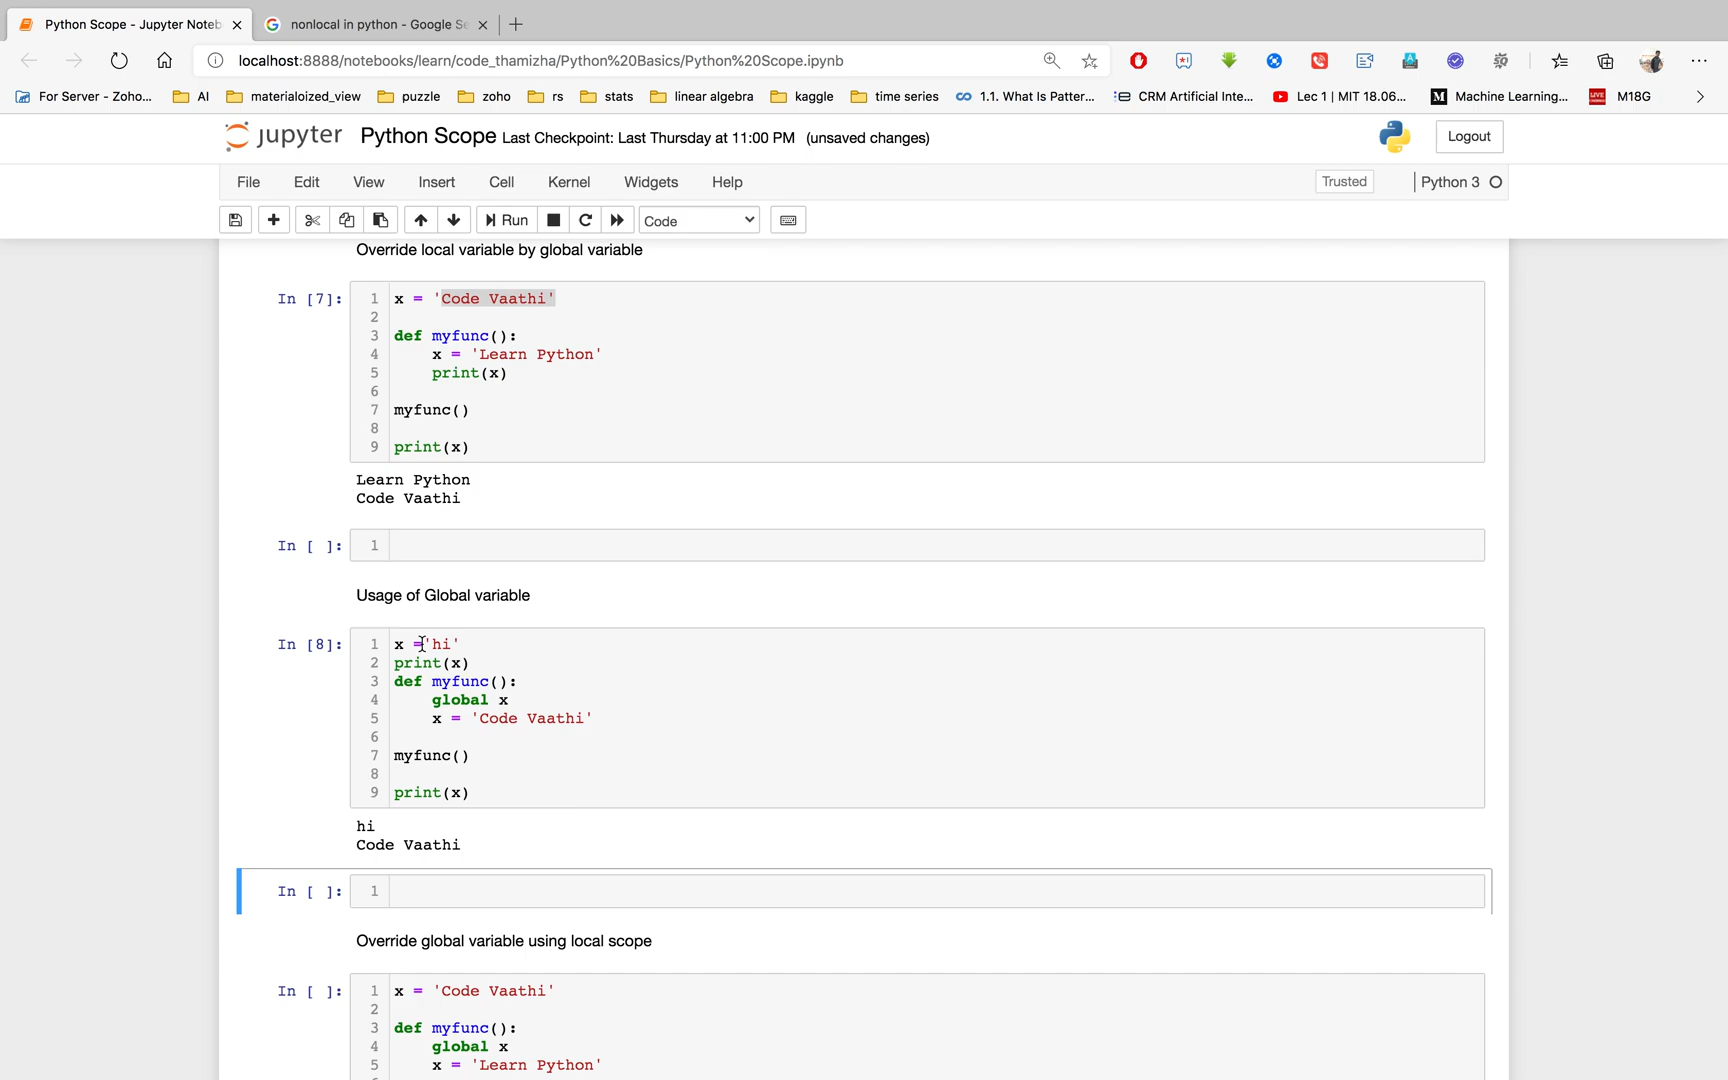 Python Scope - Jupyter Noteb
nonlocal in python - Google Se
localhost:8888/notebooks/learn/code_thamizha/Python%20Basics/Python%20Scope.ipynb
For Server - Zoho... AI materialoized_view puzzle zoho rs stats linear algebra kaggle time series 1.1. What Is Patter... CRM Artificial Inte... Lec 1 | MIT 18.06... Machine Learning... M18G
jupyter Python Scope Last Checkpoint: Last Thursday at 11:00 PM (unsaved changes) Logout
File Edit View Insert Cell Kernel Widgets Help Trusted Python 3
Run Code
Override local variable by global variable
In [7]: 1 x = 'Code Vaathi'
2
3 def myfunc():
4 x = 'Learn Python'
5 print(x)
6
7 myfunc()
8
9 print(x)
Learn Python
Code Vaathi
In [ ]: 1
Usage of Global variable
In [8]: 1 x ='hi'
2 print(x)
3 def myfunc():
4 global x
5 x = 'Code Vaathi'
6
7 myfunc()
8
9 print(x)
hi
Code Vaathi
In [ ]: 1
Override global variable using local scope
In [ ]: 1 x = 'Code Vaathi'
2
3 def myfunc():
4 global x
5 x = 'Learn Python'